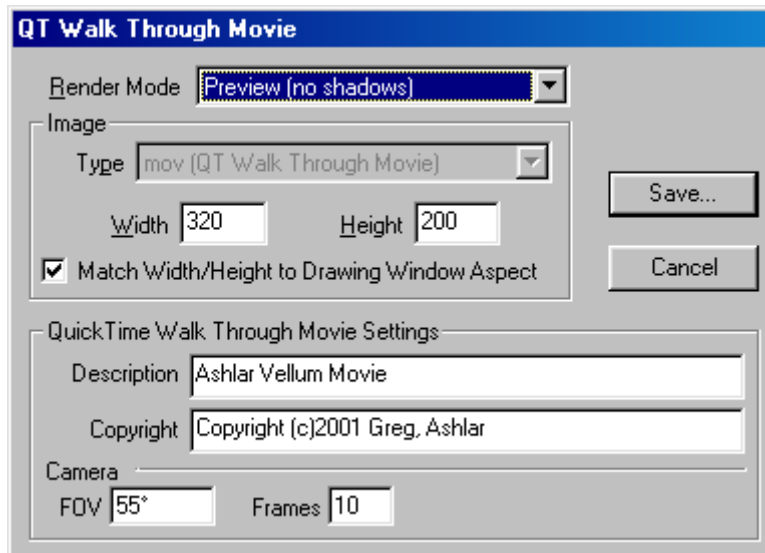 QT Walk Through Movie
Render Mode Preview (no shadows)
Image
Type mov (QT Walk Through Movie)
Width 320 Height 200
Match Width/Height to Drawing Window Aspect
Save...
Cancel
QuickTime Walk Through Movie Settings
Description Ashlar Vellum Movie
Copyright Copyright (c)2001 Greg, Ashlar
Camera
FOV 55° Frames 10